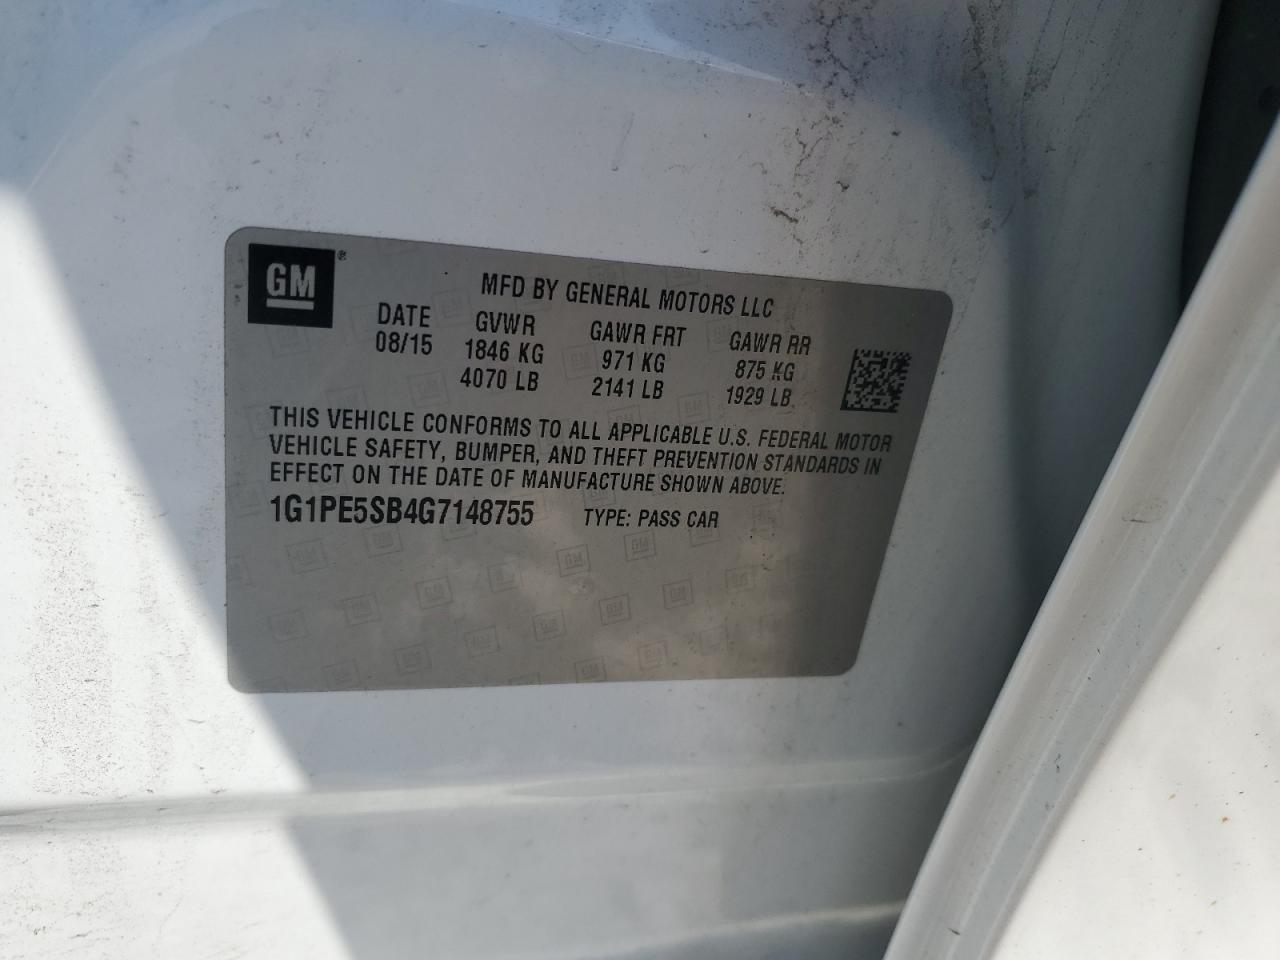 GM®
MFD BY GENERAL MOTORS LLC
DATE GVWR GAWR FRT GAWR RR
08/15 1846 KG 971 KG 875 KG
4070 LB 2141 LB 1929 LB
THIS VEHICLE CONFORMS TO ALL APPLICABLE U.S. FEDERAL MOTOR
VEHICLE SAFETY, BUMPER, AND THEFT PREVENTION STANDARDS IN
EFFECT ON THE DATE OF MANUFACTURE SHOWN ABOVE.
1G1PE5SB4G7148755 TYPE: PASS CAR